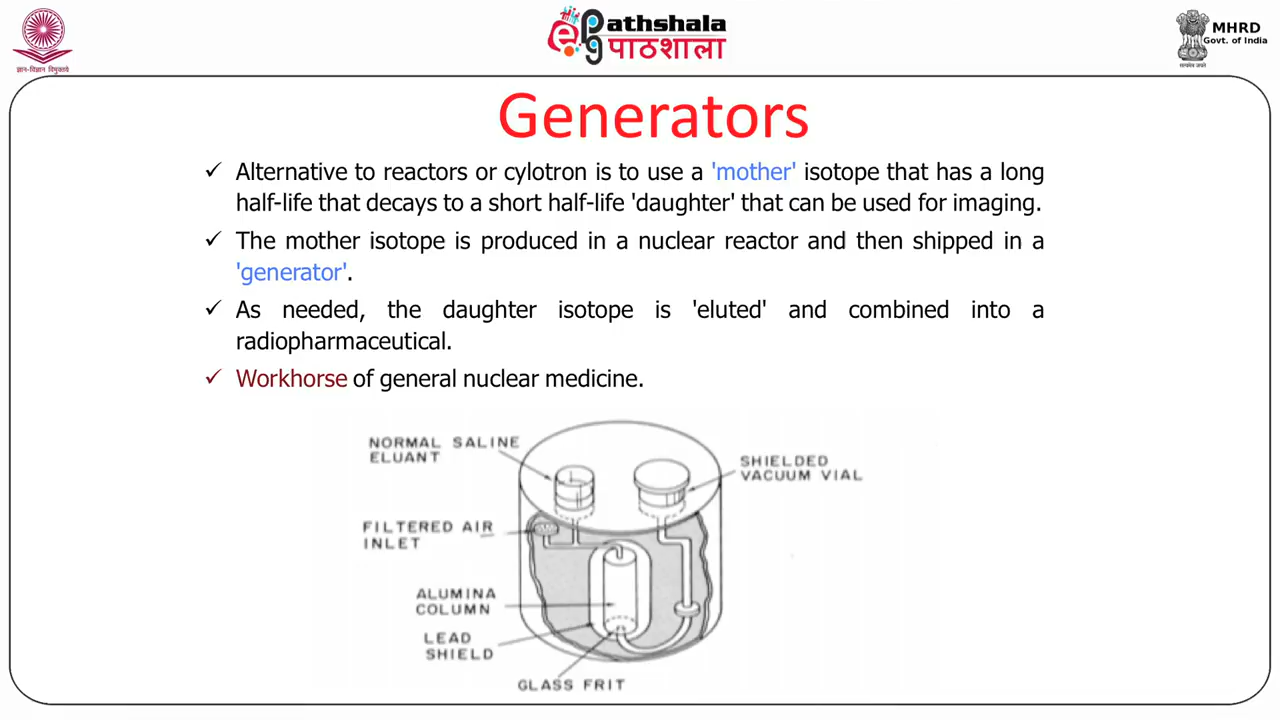 ज्ञान-विज्ञान विमुक्तये
ePathshala
पाठशाला
MHRD
Govt. of India
सत्यमेव जयते
Generators
✓ Alternative to reactors or cylotron is to use a 'mother' isotope that has a long
half-life that decays to a short half-life 'daughter' that can be used for imaging.
✓ The mother isotope is produced in a nuclear reactor and then shipped in a
'generator'.
✓ As needed, the daughter isotope is 'eluted' and combined into a
radiopharmaceutical.
✓ Workhorse of general nuclear medicine.
NORMAL SALINE
ELUANT
SHIELDED
VACUUM VIAL
FILTERED AIR
INLET
ALUMINA
COLUMN
LEAD
SHIELD
GLASS FRIT